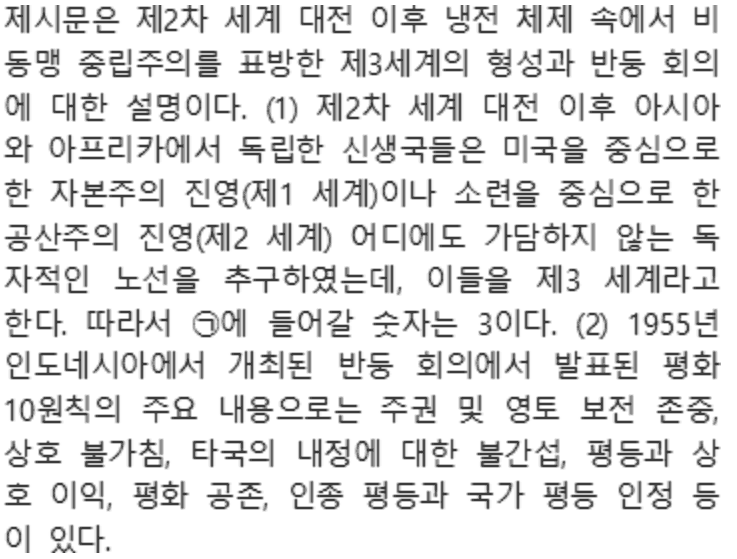 제시문은 제2차 세계 대전 이후 냉전 체제 속에서 비
동맹 중립주의를 표방한 제3세계의 형성과 반둥 회의
에 대한 설명이다. (1) 제2차 세계 대전 이후 아시아
와 아프리카에서 독립한 신생국들은 미국을 중심으로
한 자본주의 진영(제1 세계)이나 소련을 중심으로 한
공산주의 진영(제2 세계) 어디에도 가담하지 않는 독
자적인 노선을 추구하였는데, 이들을 제3 세계라고
한다. 따라서 ㉠에 들어갈 숫자는 3이다. (2) 1955년
인도네시아에서 개최된 반둥 회의에서 발표된 평화
10원칙의 주요 내용으로는 주권 및 영토 보전 존중,
상호 불가침, 타국의 내정에 대한 불간섭, 평등과 상
호 이익, 평화 공존, 인종 평등과 국가 평등 인정 등
이 있다.